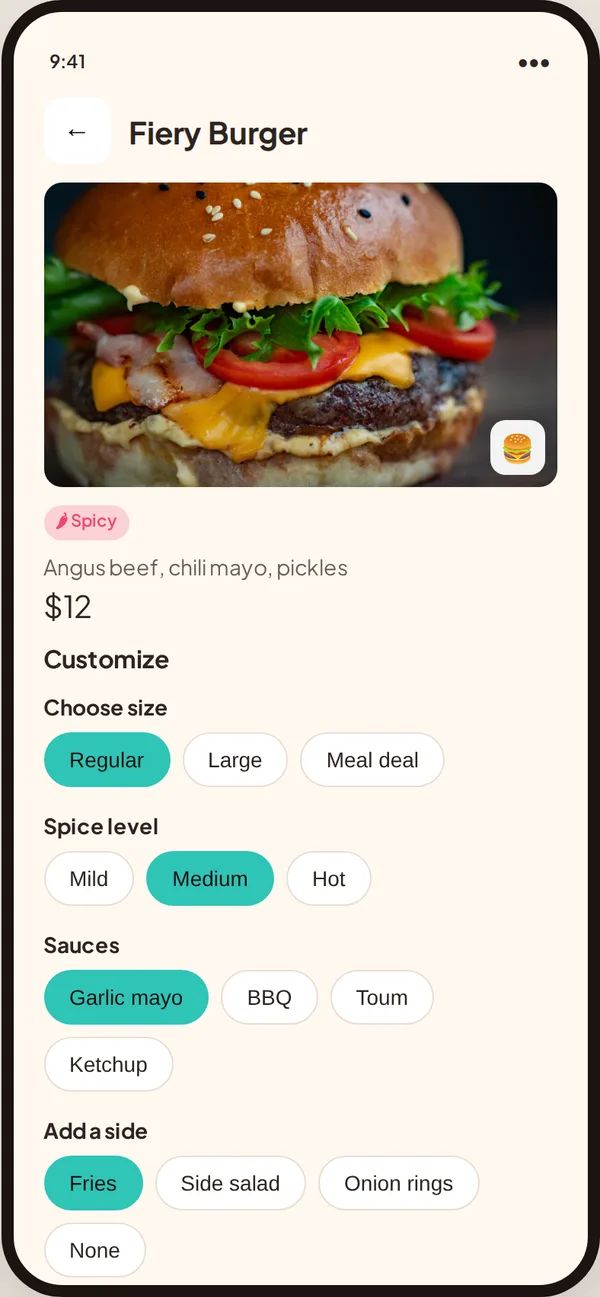 9:41
Fiery Burger
Spicy
Angus beef, chili mayo, pickles
$12
Customize
Choose size
Regular Large Meal deal
Spice level
Mild Medium Hot
Sauces
Garlic mayo BBQ Toum
Ketchup
Add a side
Fries Side salad Onion rings
None